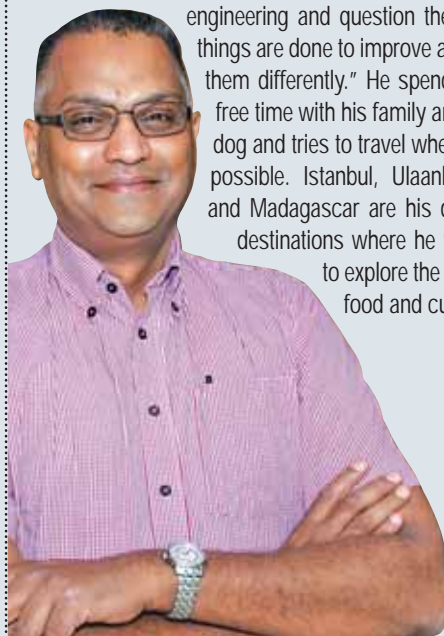 engineering and question the
things are done to improve a
them differently." He spend
free time with his family a
dog and tries to travel whe
possible. Istanbul, Ulaanl
and Madagascar are his
destinations where he
to explore the
food and cu